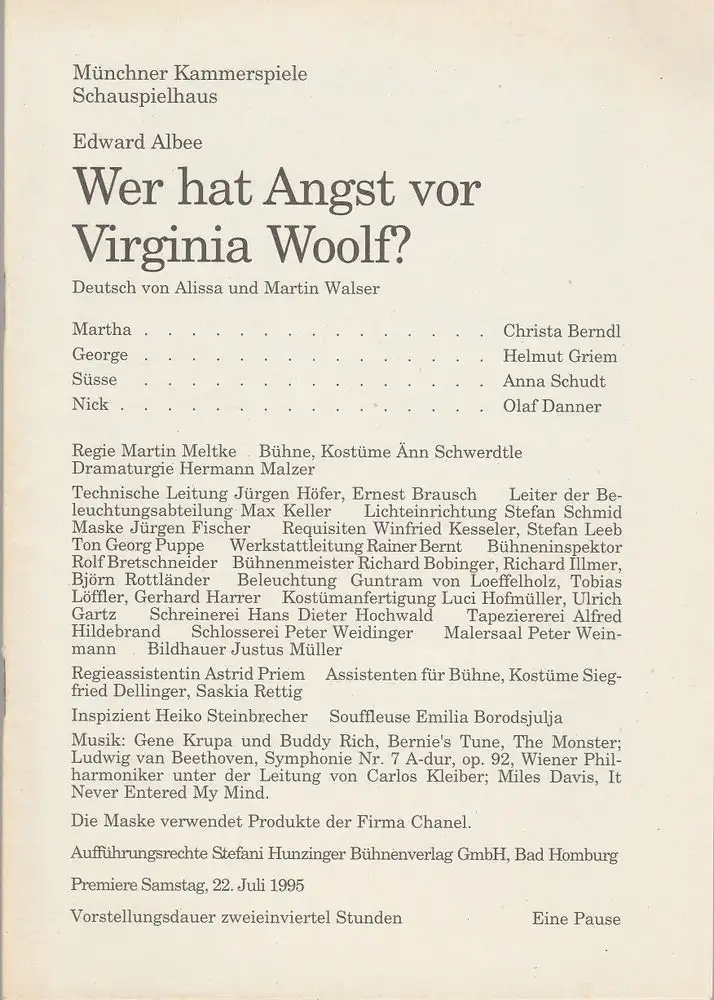 Münchner Kammerspiele
Schauspielhaus
Edward Albee
Wer hat Angst vor
Virginia Woolf?
Deutsch von Alissa und Martin Walser
Martha . . . . . . . . . . . . . . Christa Berndl
George . . . . . . . . . . . . . . Helmut Griem
Süsse . . . . . . . . . . . . . . Anna Schudt
Nick . . . . . . . . . . . . . . . Olaf Danner
Regie Martin Meltke Bühne, Kostüme Änn Schwerdtle
Dramaturgie Hermann Malzer
Technische Leitung Jürgen Höfer, Ernest Brausch Leiter der Be-
leuchtungsabteilung Max Keller Lichteinrichtung Stefan Schmid
Maske Jürgen Fischer Requisiten Winfried Kesseler, Stefan Leeb
Ton Georg Puppe Werkstattleitung Rainer Bernt Bühneninspektor
Rolf Bretschneider Bühnenmeister Richard Bobinger, Richard Illmer,
Björn Rottländer Beleuchtung Guntram von Loeffelholz, Tobias
Löffler, Gerhard Harrer Kostümanfertigung Luci Hofmüller, Ulrich
Gartz Schreinerei Hans Dieter Hochwald Tapeziererei Alfred
Hildebrand Schlosserei Peter Weidinger Malersaal Peter Wein-
mann Bildhauer Justus Müller
Regieassistentin Astrid Priem Assistenten für Bühne, Kostüme Sieg-
fried Dellinger, Saskia Rettig
Inspizient Heiko Steinbrecher Souffleuse Emilia Borodsjulja
Musik: Gene Krupa und Buddy Rich, Bernie's Tune, The Monster;
Ludwig van Beethoven, Symphonie Nr. 7 A-dur, op. 92, Wiener Phil-
harmoniker unter der Leitung von Carlos Kleiber; Miles Davis, It
Never Entered My Mind.
Die Maske verwendet Produkte der Firma Chanel.
Aufführungsrechte Stefani Hunzinger Bühnenverlag GmbH, Bad Homburg
Premiere Samstag, 22. Juli 1995
Vorstellungsdauer zweieinviertel Stunden Eine Pause